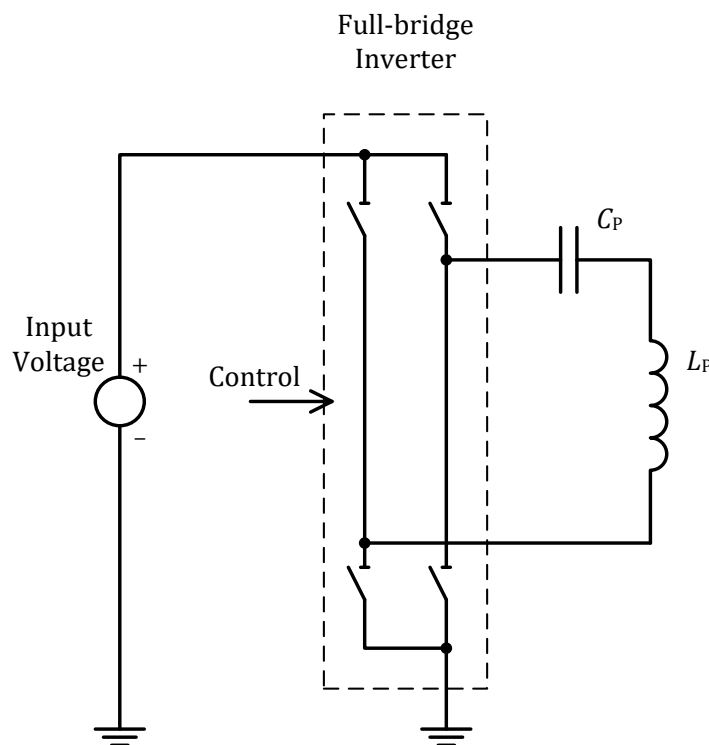 Full-bridge
Inverter
C_P
Input
Voltage
+
Control
L_P
−